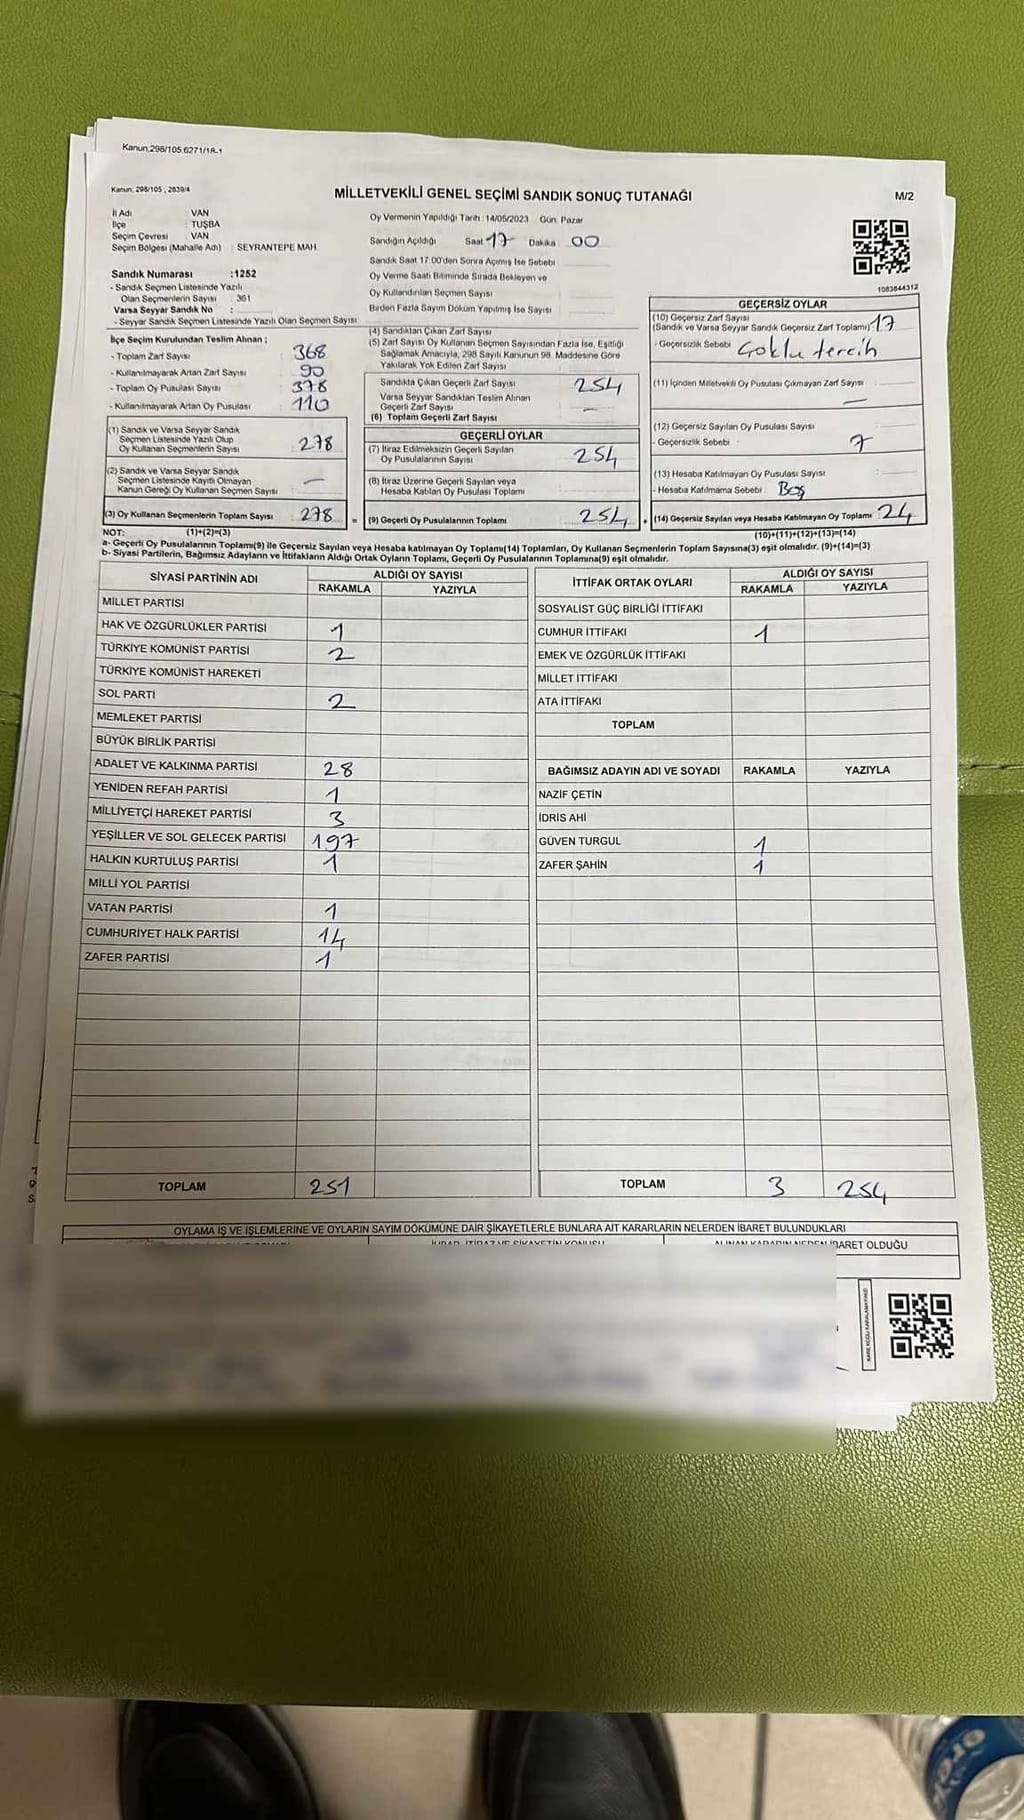 Kanun,298/105,6271/18-1
Kanun: 298/105 , 2839/4
MİLLETVEKİLİ GENEL SEÇİMİ SANDIK SONUÇ TUTANAĞI
M/2
İl Adı : VAN
İlçe : TUŞBA
Seçim Çevresi : VAN
Seçim Bölgesi (Mahalle Adı) : SEYRANTEPE MAH.
Sandık Numarası :1252
- Sandık Seçmen Listesinde Yazılı
Olan Seçmenlerin Sayısı : 361
Varsa Seyyar Sandık No :
- Seyyar Sandık Seçmen Listesinde Yazılı Olan Seçmen Sayısı :
Oy Vermenin Yapıldığı Tarih :14/05/2023 Gün: Pazar
Sandığın Açıldığı Saat 17 Dakika 00
Sandık Saat 17:00'den Sonra Açımış İse Sebebi
Oy Verme Saati Bitiminde Sırada Bekleyen ve
Oy Kullandırılan Seçmen Sayısı
Birden Fazla Sayım Döküm Yapılmış İse Sayısı
1083644312
İlçe Seçim Kurulundan Teslim Alınan ;
- Toplam Zarf Sayısı 368
- Kullanılmayarak Artan Zarf Sayısı 90
- Toplam Oy Pusulası Sayısı 378
- Kullanılmayarak Artan Oy Pusulası 110
(1) Sandık ve Varsa Seyyar Sandık
Seçmen Listesinde Yazılı Olup
Oy Kullanan Seçmenlerin Sayısı : 278
(2) Sandık ve Varsa Seyyar Sandık
Seçmen Listesinde Kayıtlı Olmayan
Kanun Gereği Oy Kullanan Seçmen Sayısı : —
(3) Oy Kullanan Seçmenlerin Toplam Sayısı : 278
(4) Sandıktan Çıkan Zarf Sayısı
(5) Zarf Sayısı Oy Kullanan Seçmen Sayısından Fazla İse, Eşitliği
Sağlamak Amacıyla; 298 Sayılı Kanunun 98. Maddesine Göre
Yakılarak Yok Edilen Zarf Sayısı
Sandıkta Çıkan Geçerli Zarf Sayısı 254
Varsa Seyyar Sandıktan Teslim Alınan
Geçerli Zarf Sayısı —
(6) Toplam Geçerli Zarf Sayısı
GEÇERLİ OYLAR
(7) İtiraz Edilmeksizin Geçerli Sayılan
Oy Pusulalarının Sayısı 254
(8) İtiraz Üzerine Geçerli Sayılan veya
Hesaba Katılan Oy Pusulası Toplamı
= (9) Geçerli Oy Pusulalarının Toplamı 254 +
GEÇERSİZ OYLAR
(10) Geçersiz Zarf Sayısı
(Sandık ve Varsa Seyyar Sandık Geçersiz Zarf Toplamı) 17
- Geçersizlik Sebebi : Çoklu tercih
(11) İçinden Milletvekili Oy Pusulası Çıkmayan Zarf Sayısı
—
(12) Geçersiz Sayılan Oy Pusulası Sayısı
- Geçersizlik Sebebi : 7
(13) Hesaba Katılmayan Oy Pusulası Sayısı
- Hesaba Katılmama Sebebi : Boş
(14) Geçersiz Sayılan veya Hesaba Katılmayan Oy Toplamı 24
NOT: (1)+(2)=(3)
(10)+(11)+(12)+(13)=(14)
a- Geçerli Oy Pusulalarının Toplamı(9) ile Geçersiz Sayılan veya Hesaba katılmayan Oy Toplamı(14) Toplamları, Oy Kullanan Seçmenlerin Toplam Sayısına(3) eşit olmalıdır. (9)+(14)=(3)
b- Siyasi Partilerin, Bağımsız Adayların ve İttifakların Aldığı Ortak Oyların Toplamı, Geçerli Oy Pusulalarının Toplamına(9) eşit olmalıdır.
SİYASİ PARTİNİN ADI ALDIĞI OY SAYISI
RAKAMLA YAZIYLA
MİLLET PARTİSİ
HAK VE ÖZGÜRLÜKLER PARTİSİ 1
TÜRKİYE KOMÜNİST PARTİSİ 2
TÜRKİYE KOMÜNİST HAREKETİ
SOL PARTİ 2
MEMLEKET PARTİSİ
BÜYÜK BİRLİK PARTİSİ
ADALET VE KALKINMA PARTİSİ 28
YENİDEN REFAH PARTİSİ 1
MİLLİYETÇİ HAREKET PARTİSİ 3
YEŞİLLER VE SOL GELECEK PARTİSİ 197
HALKIN KURTULUŞ PARTİSİ 1
MİLLİ YOL PARTİSİ
VATAN PARTİSİ 1
CUMHURİYET HALK PARTİSİ 14
ZAFER PARTİSİ 1
TOPLAM 251
İTTİFAK ORTAK OYLARI ALDIĞI OY SAYISI
RAKAMLA YAZIYLA
SOSYALİST GÜÇ BİRLİĞİ İTTİFAKI
CUMHUR İTTİFAKI 1
EMEK VE ÖZGÜRLÜK İTTİFAKI
MİLLET İTTİFAKI
ATA İTTİFAKI
TOPLAM
BAĞIMSIZ ADAYIN ADI VE SOYADI RAKAMLA YAZIYLA
NAZİF ÇETİN
İDRİS AHİ
GÜVEN TURGUL 1
ZAFER ŞAHİN 1
TOPLAM 3 254
OYLAMA İŞ VE İŞLEMLERİNE VE OYLARIN SAYIM DÖKÜMÜNE DAİR ŞİKAYETLERLE BUNLARA AİT KARARLARIN NELERDEN İBARET BULUNDUKLARI
İHBAR, İTİRAZ VE ŞİKAYETİN KONUSU ALINAN KARARIN NEDEN İBARET OLDUĞU